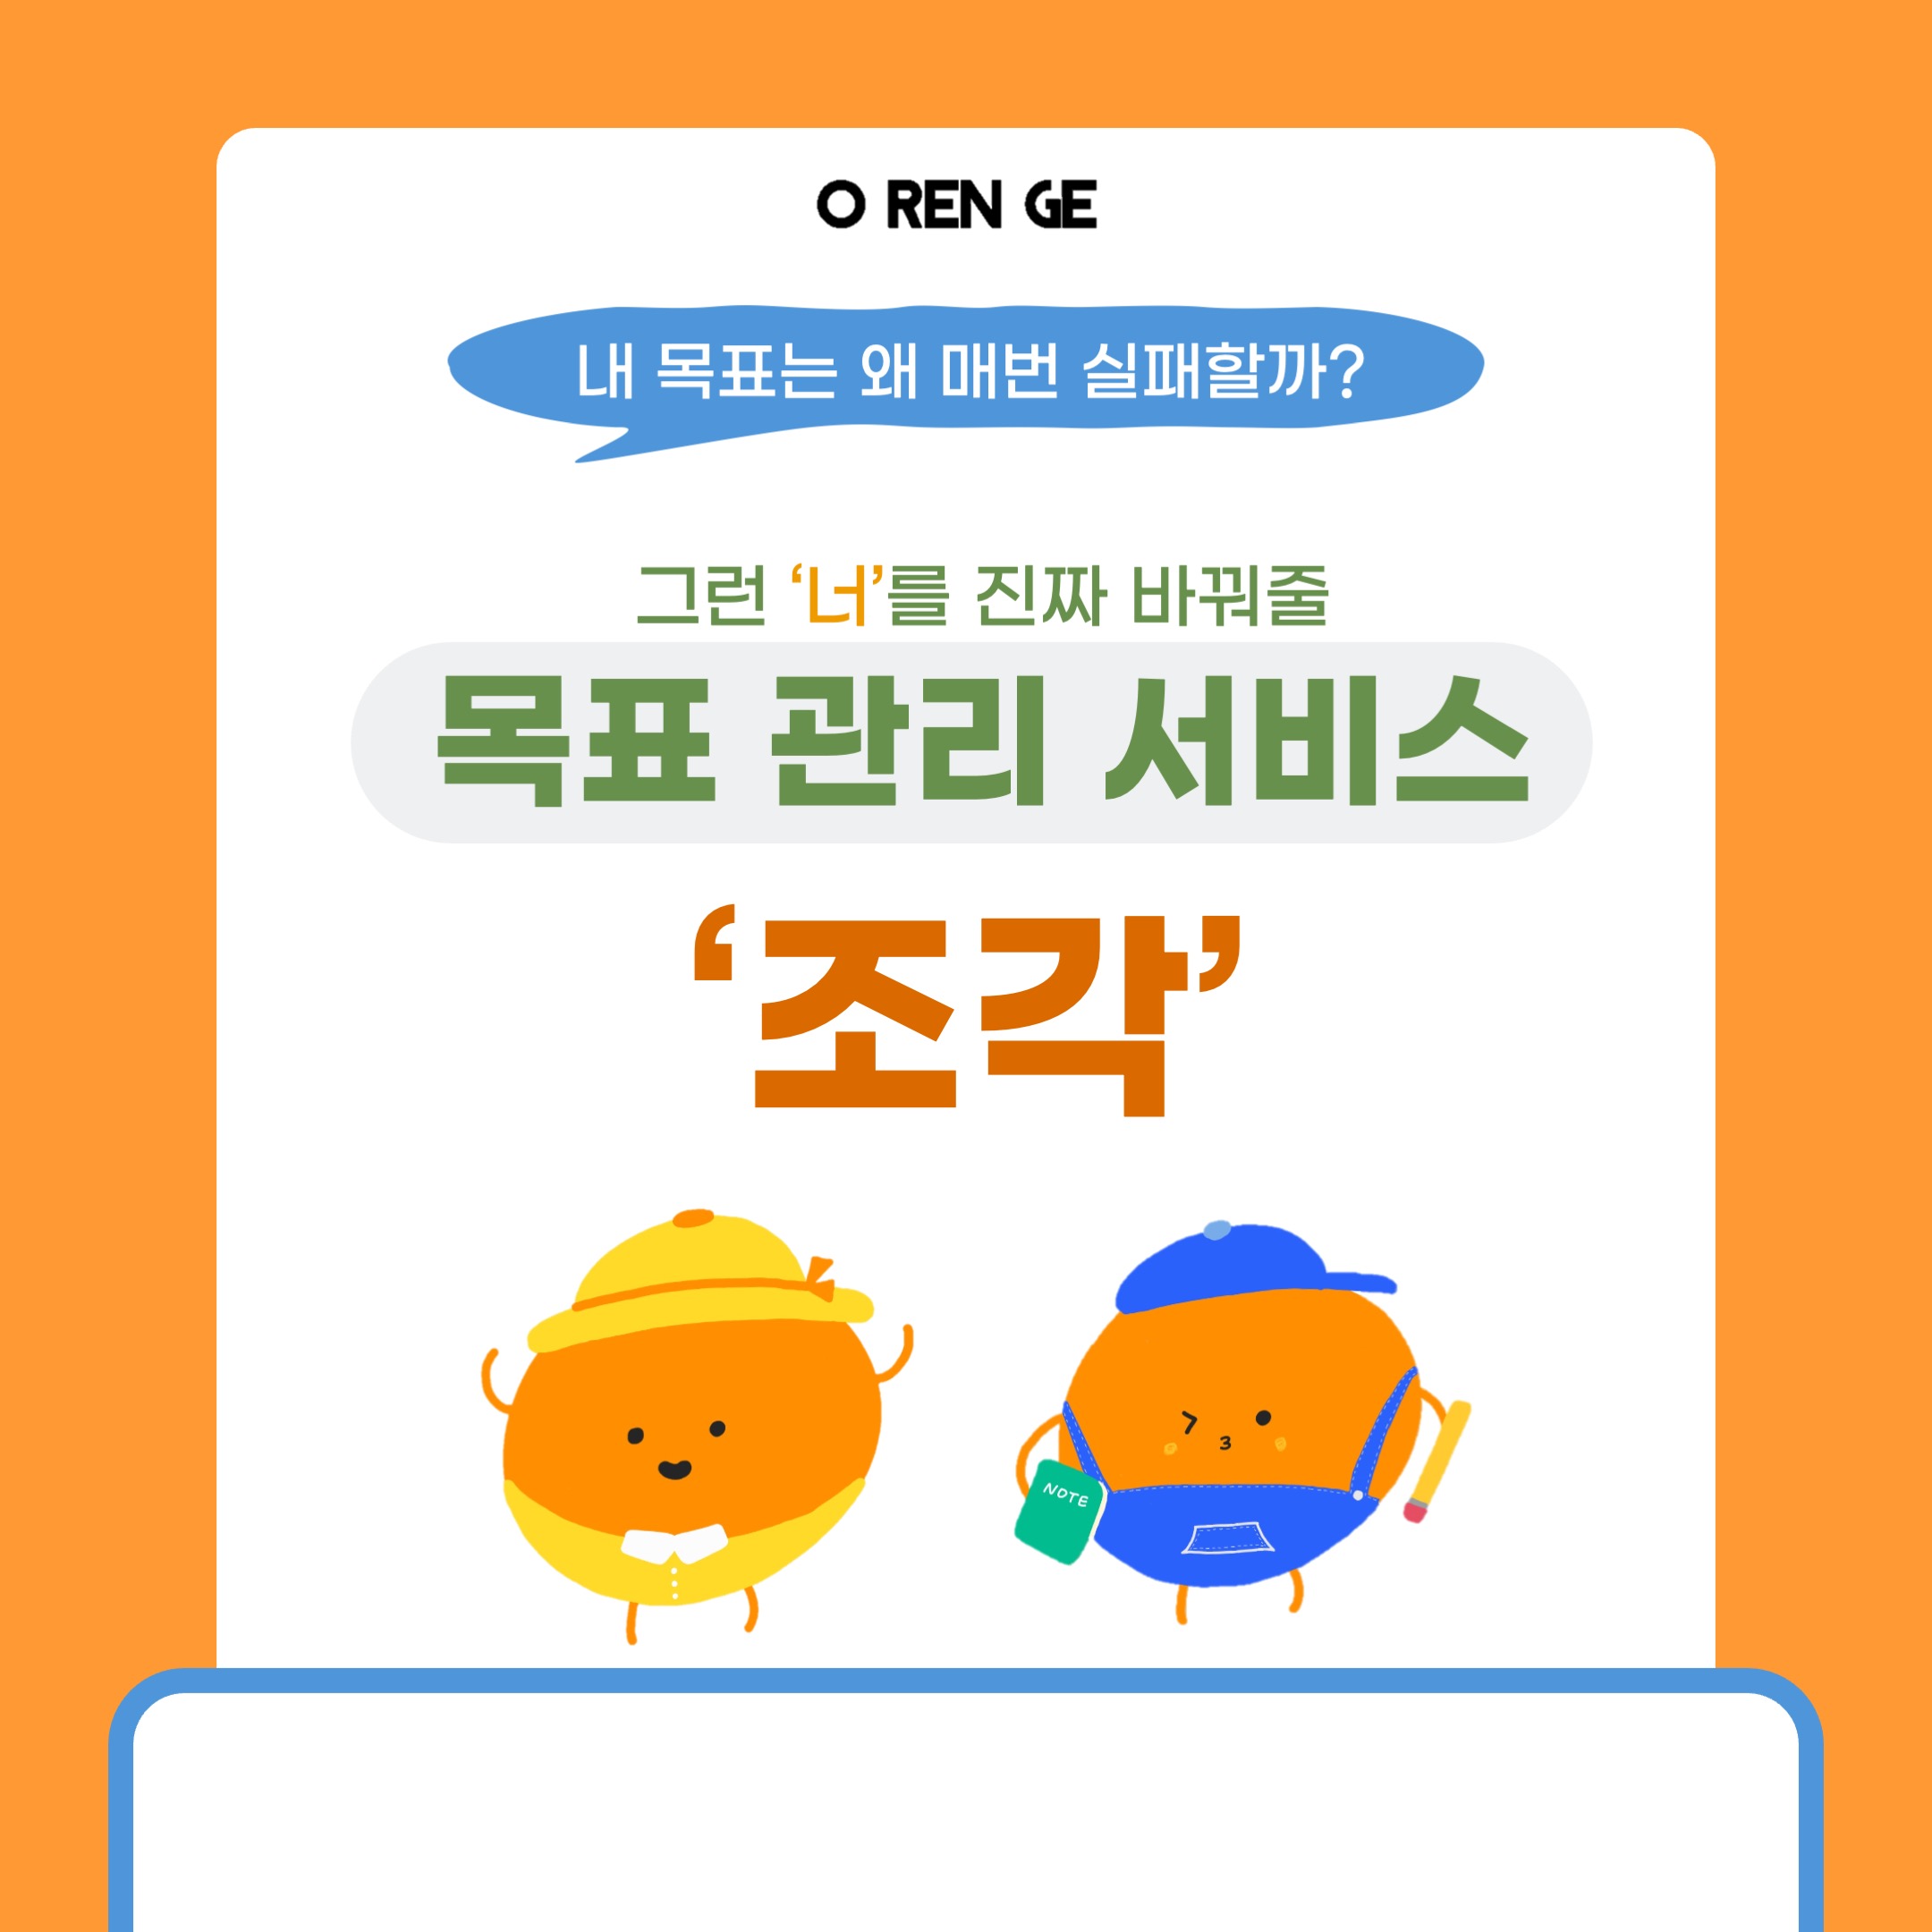 O REN GE
내 목표는 왜 매번 실패할까?
그런 ‘너’를 진짜 바꿔줄
목표 관리 서비스
‘조각’
NOTE